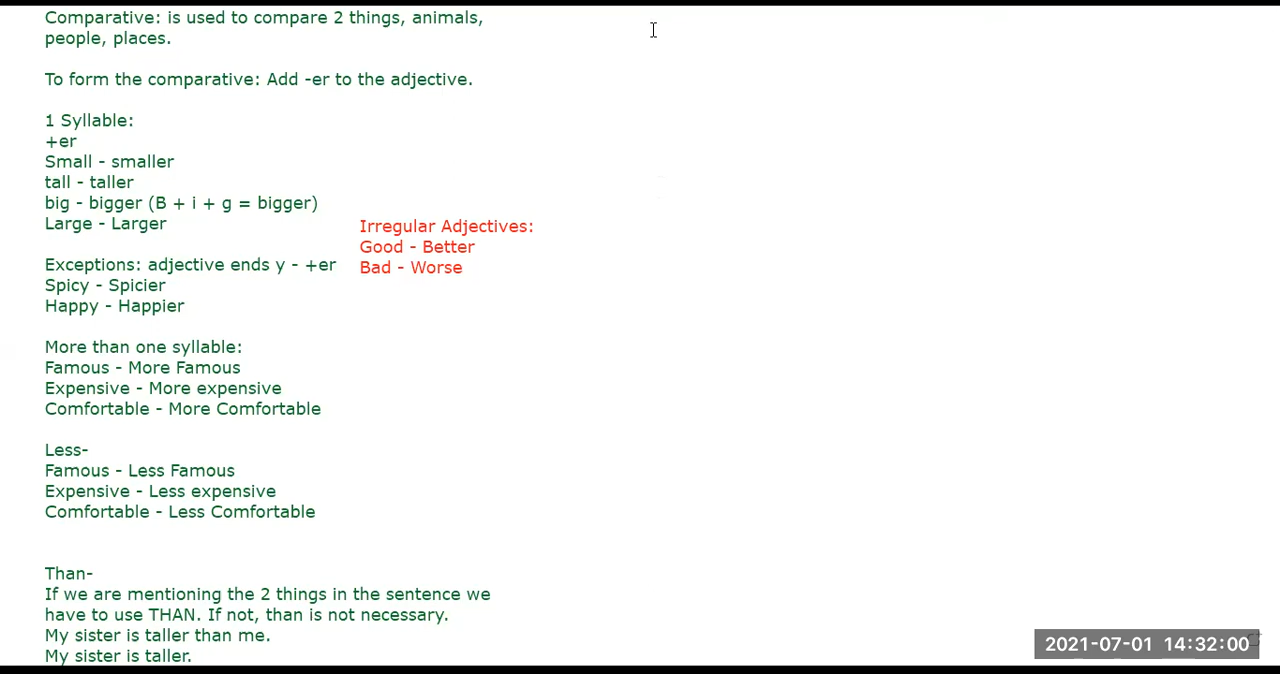 Comparative: is used to compare 2 things, animals,
people, places.
To form the comparative: Add -er to the adjective.
1 Syllable:
+er
Small - smaller
tall - taller
big - bigger (B + i + g = bigger)
Large - Larger
Exceptions: adjective ends y - +er
Spicy - Spicier
Happy - Happier
Irregular Adjectives:
Good - Better
Bad - Worse
More than one syllable:
Famous - More Famous
Expensive - More expensive
Comfortable - More Comfortable
Less-
Famous - Less Famous
Expensive - Less expensive
Comfortable - Less Comfortable
Than-
If we are mentioning the 2 things in the sentence we
have to use THAN. If not, than is not necessary.
My sister is taller than me.
My sister is taller.
2021-07-01 14:32:00